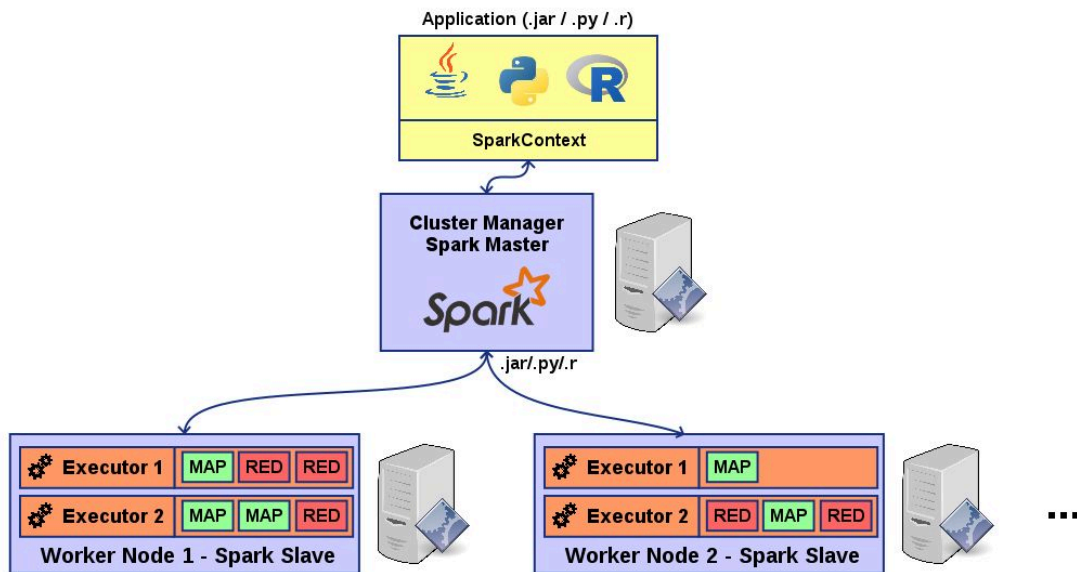 Application (.jar / .py / .r)
R
SparkContext
Cluster Manager
Spark Master
Spark
.jar/.py/.r
Executor 1 MAP RED RED
Executor 2 MAP MAP RED
Worker Node 1 - Spark Slave
Executor 1 MAP
Executor 2 RED MAP RED
Worker Node 2 - Spark Slave
...